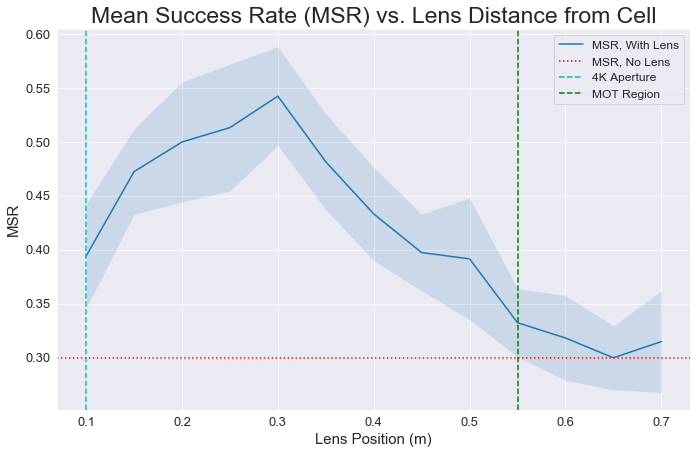 Mean Success Rate (MSR) vs. Lens Distance from Cell
MSR, With Lens
MSR, No Lens
4K Aperture
MOT Region
MSR
0.60
0.55
0.50
0.45
0.40
0.35
0.30
0.1 0.2 0.3 0.4 0.5 0.6 0.7
Lens Position (m)